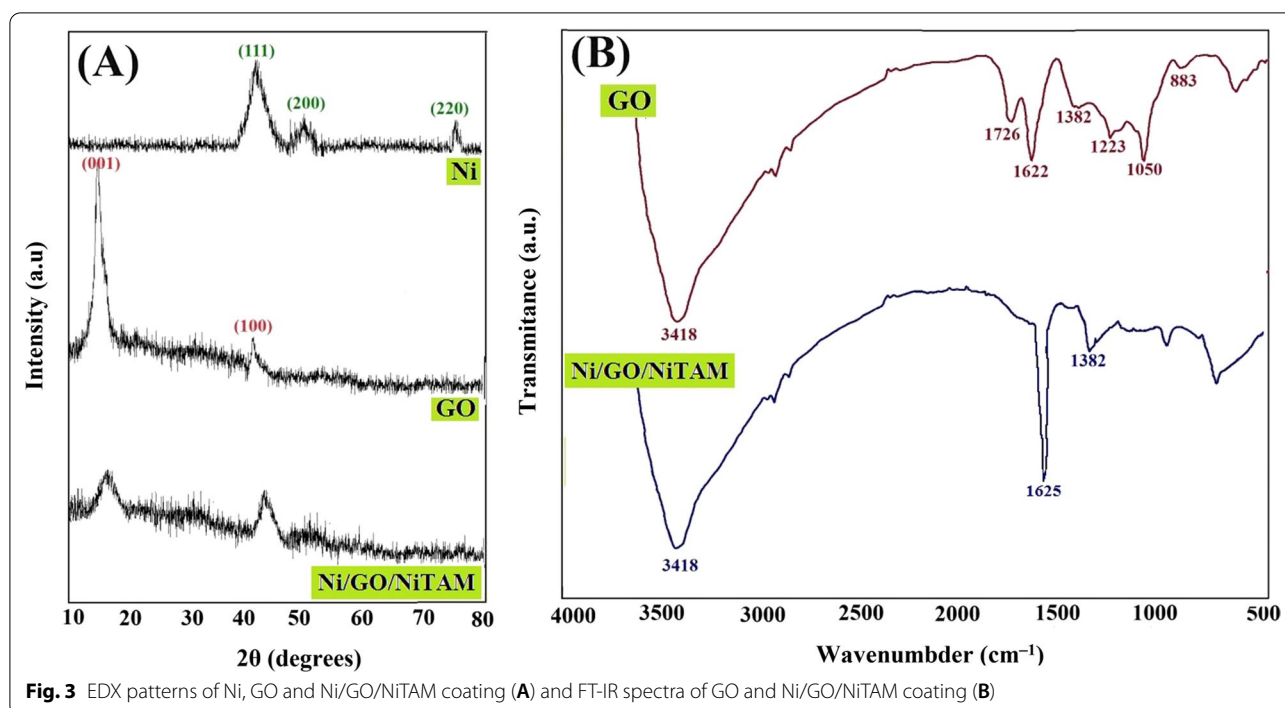 (A)
(111)
(200)
(220)
Ni
(001)
(100)
GO
Ni/GO/NiTAM
Intensity (a.u)
10 20 30 40 50 60 70 80
2θ (degrees)
(B)
GO
883
1382
1726
1223
1622
1050
3418
Ni/GO/NiTAM
1382
1625
3418
Transmitance (a.u.)
4000 3500 3000 2500 2000 1500 1000 500
Wavenumbder (cm⁻¹)
Fig. 3 EDX patterns of Ni, GO and Ni/GO/NiTAM coating (A) and FT-IR spectra of GO and Ni/GO/NiTAM coating (B)